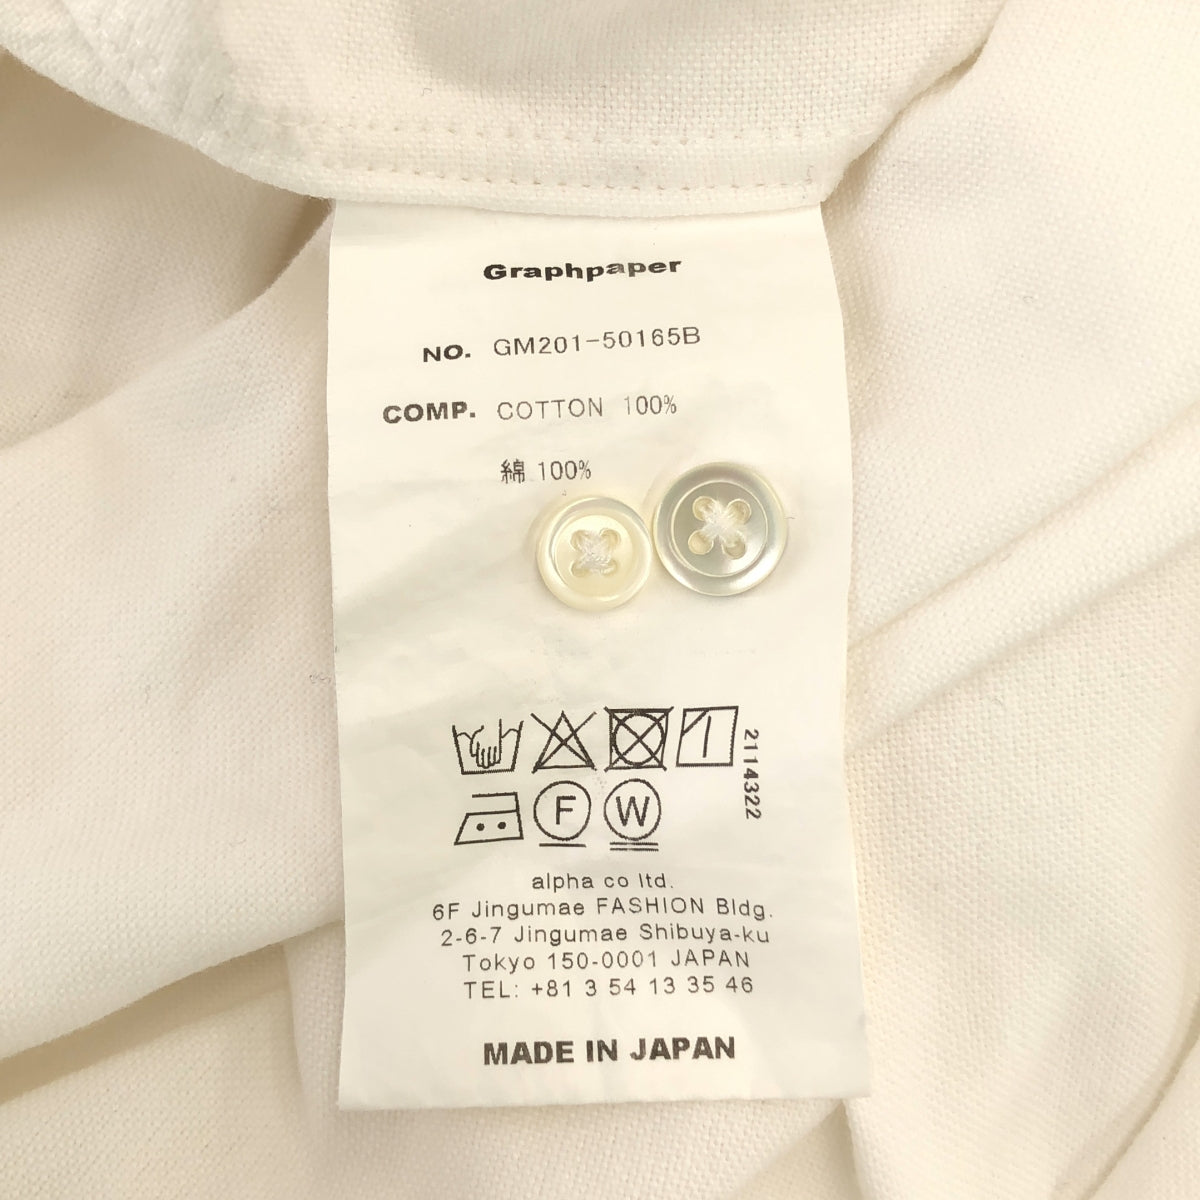 Graphpaper
NO. GM201-50165B
COMP. COTTON 100%
綿 100%
2114322
F W
alpha co ltd.
6F Jingumae FASHION Bldg.
2-6-7 Jingumae Shibuya-ku
Tokyo 150-0001 JAPAN
TEL: +81 3 54 13 35 46
MADE IN JAPAN